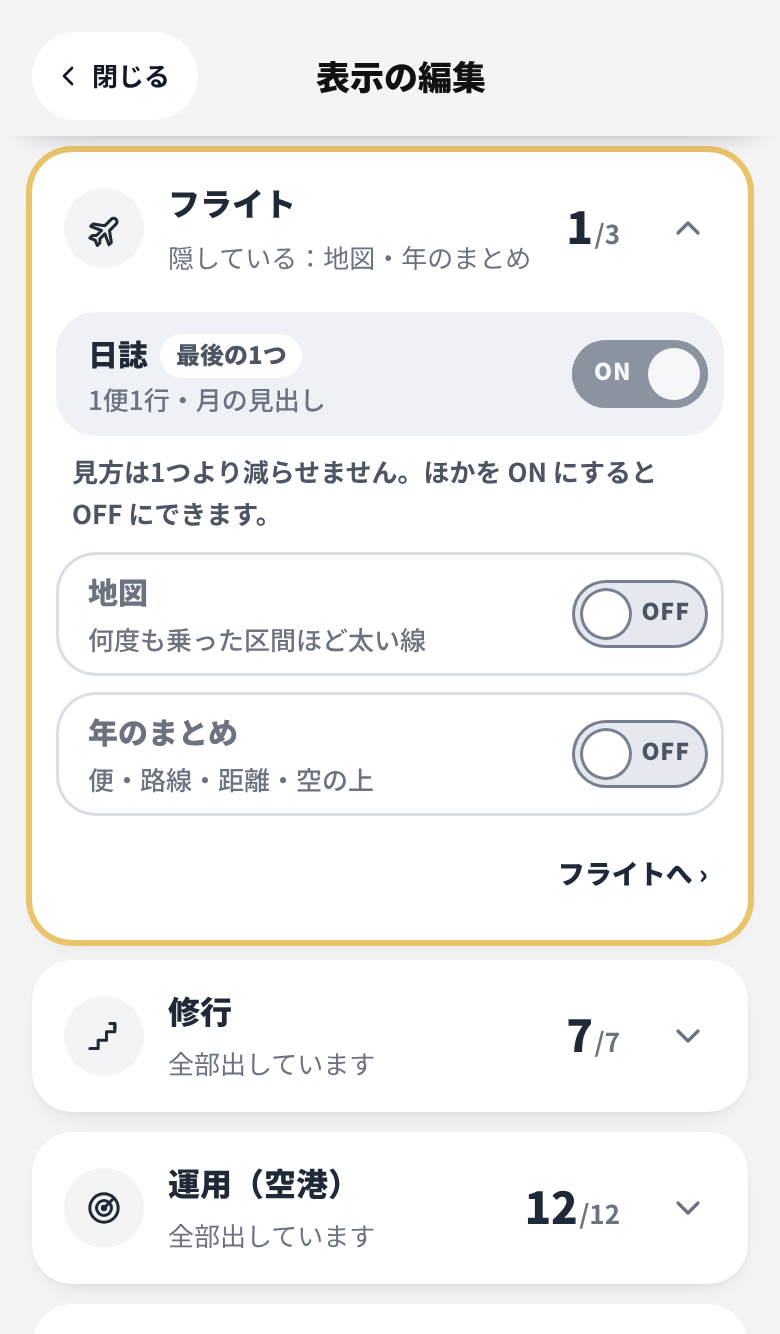 閉じる
表示の編集
フライト
隠している：地図・年のまとめ
1/3
日誌
最後の1つ
1便1行・月の見出し
ON
見方は1つより減らせません。ほかを ON にすると
OFF にできます。
地図
何度も乗った区間ほど太い線
OFF
年のまとめ
便・路線・距離・空の上
OFF
フライトへ ›
修行
全部出しています
7/7
運用（空港）
全部出しています
12/12